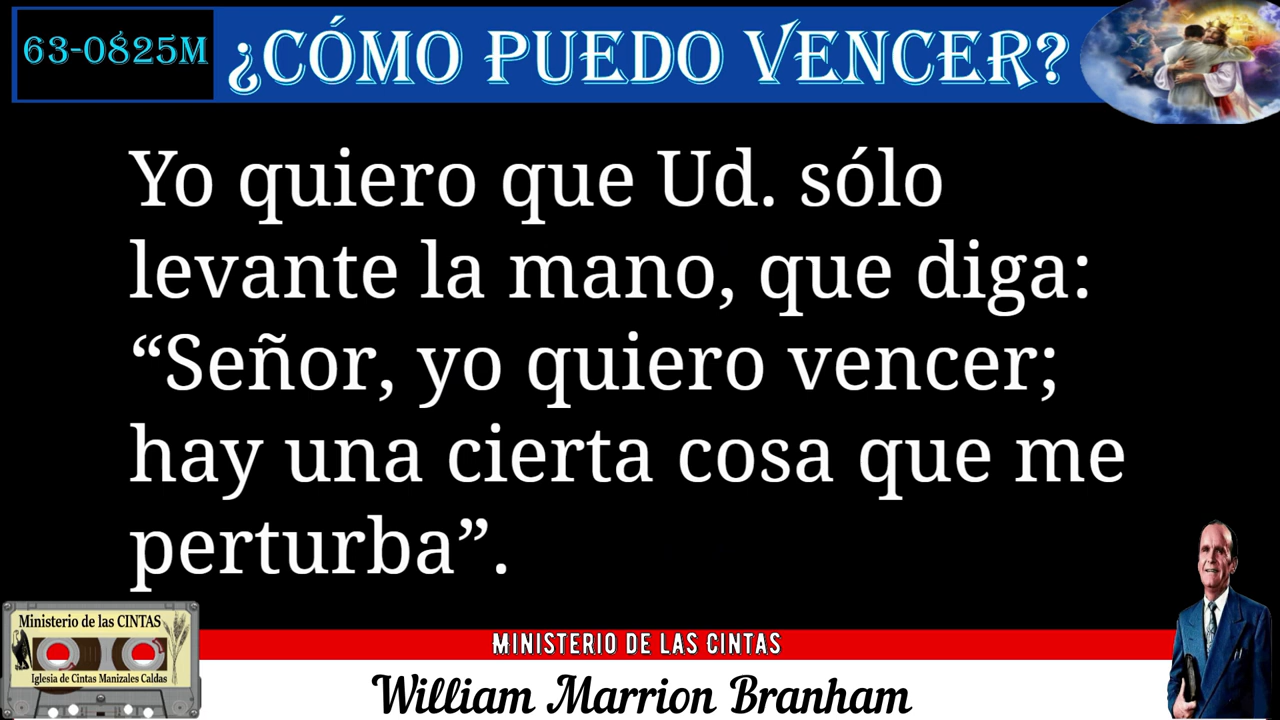 63-0825M
¿CÓMO PUEDO VENCER?
Yo quiero que Ud. sólo
levante la mano, que diga:
“Señor, yo quiero vencer;
hay una cierta cosa que me
perturba”.
Ministerio de las CINTAS
Iglesia de Cintas Manizales Caldas
MINISTERIO DE LAS CINTAS
William Marrion Branham